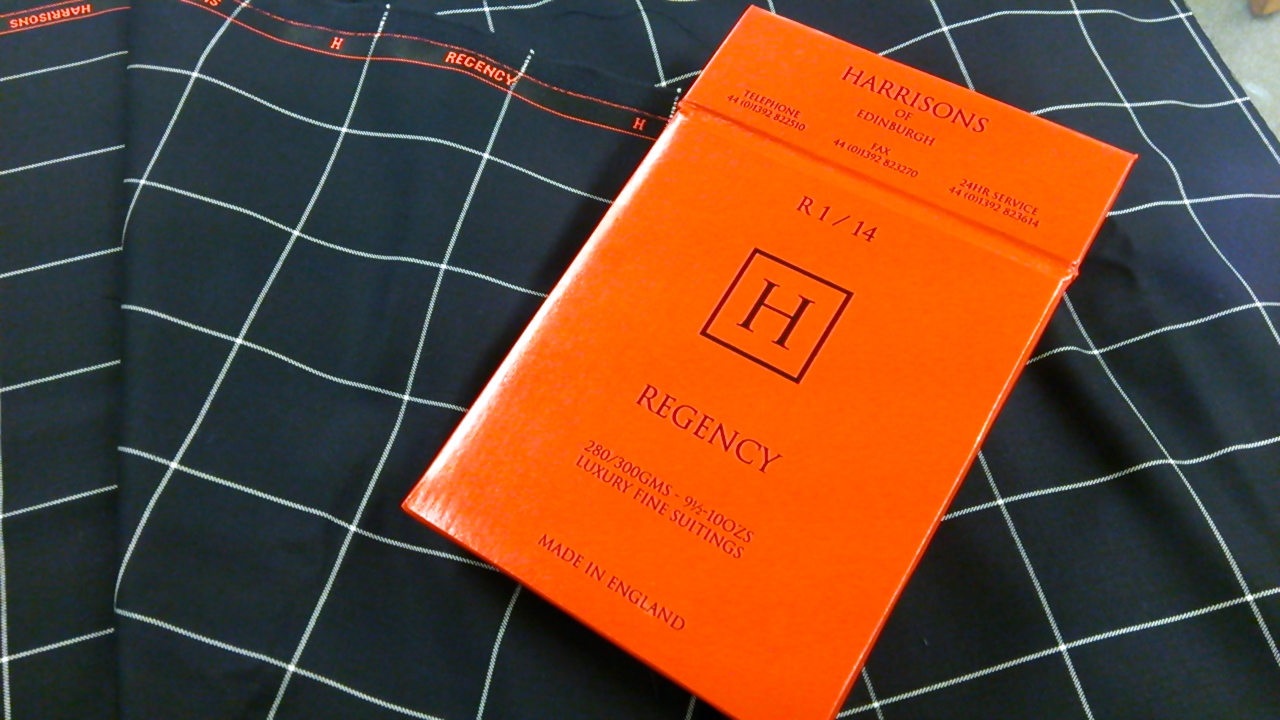 HARRISONS
H
REGENCY
H
HARRISONS
OF
EDINBURGH
TELEPHONE
44 (0)1392 822510
FAX
44 (0)1392 823270
24HR SERVICE
44 (0)1392 823614
R 1 / 14
H
REGENCY
280/300GMS - 9½-10OZS
LUXURY FINE SUITINGS
MADE IN ENGLAND